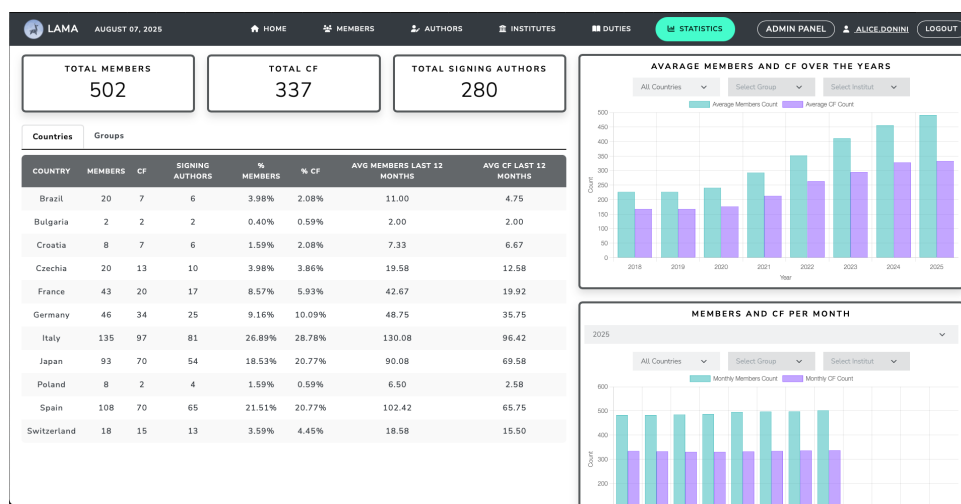 LAMA AUGUST 07, 2025 HOME MEMBERS AUTHORS INSTITUTES DUTIES STATISTICS ADMIN PANEL ALICE.DONINI LOGOUT
TOTAL MEMBERS
502
TOTAL CF
337
TOTAL SIGNING AUTHORS
280
Countries Groups
COUNTRY MEMBERS CF SIGNING AUTHORS % MEMBERS % CF AVG MEMBERS LAST 12 MONTHS AVG CF LAST 12 MONTHS
Brazil 20 7 6 3.98% 2.08% 11.00 4.75
Bulgaria 2 2 2 0.40% 0.59% 2.00 2.00
Croatia 8 7 6 1.59% 2.08% 7.33 6.67
Czechia 20 13 10 3.98% 3.86% 19.58 12.58
France 43 20 17 8.57% 5.93% 42.67 19.92
Germany 46 34 25 9.16% 10.09% 48.75 35.75
Italy 135 97 81 26.89% 28.78% 130.08 96.42
Japan 93 70 54 18.53% 20.77% 90.08 69.58
Poland 8 2 4 1.59% 0.59% 6.50 2.58
Spain 108 70 65 21.51% 20.77% 102.42 65.75
Switzerland 18 15 13 3.59% 4.45% 18.58 15.50
AVARAGE MEMBERS AND CF OVER THE YEARS
All Countries Select Group Select Institut
Average Members Count Average CF Count
500
450
400
350
300
250
200
150
100
50
0
Count
2018 2019 2020 2021 2022 2023 2024 2025
Year
MEMBERS AND CF PER MONTH
2025
All Countries Select Group Select Institut
Monthly Members Count Monthly CF Count
600
500
400
300
200
Count